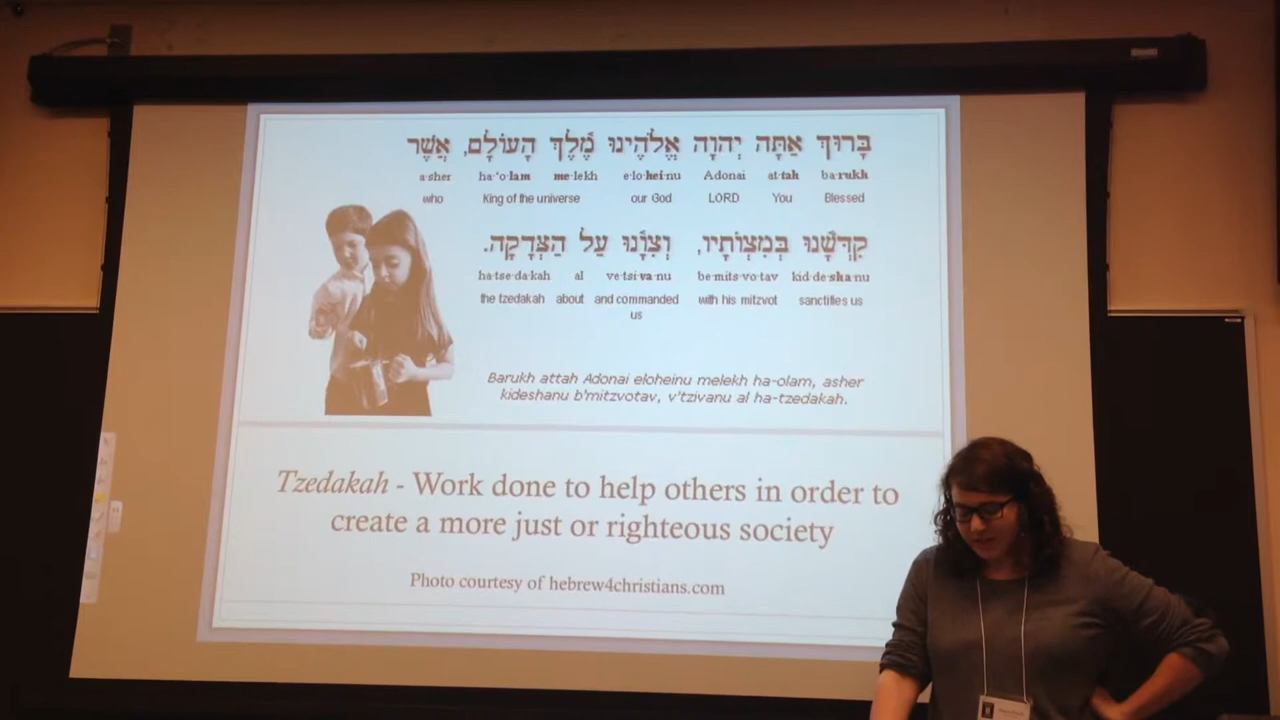 בָּרוּךְ אַתָּה יְהוָה אֱלֹהֵינוּ מֶלֶךְ הָעוֹלָם, אֲשֶׁר
a·sher ha·‘o·lam me·lekh e·lo·hei·nu Adonai at·tah ba·rukh
who King of the universe our God LORD You Blessed
קִדְּשָׁנוּ בְּמִצְוֹתָיו, וְצִוָּנוּ עַל הַצְּדָקָה.
ha·tse·da·kah al ve·tsi·va·nu be·mits·vo·tav kid·de·sha·nu
the tzedakah about and commanded with his mitzvot sanctifies us
us
Barukh attah Adonai eloheinu melekh ha-olam, asher
kideshanu b'mitzvotav, v'tzivanu al ha-tzedakah.
Tzedakah - Work done to help others in order to
create a more just or righteous society
Photo courtesy of hebrew4christians.com